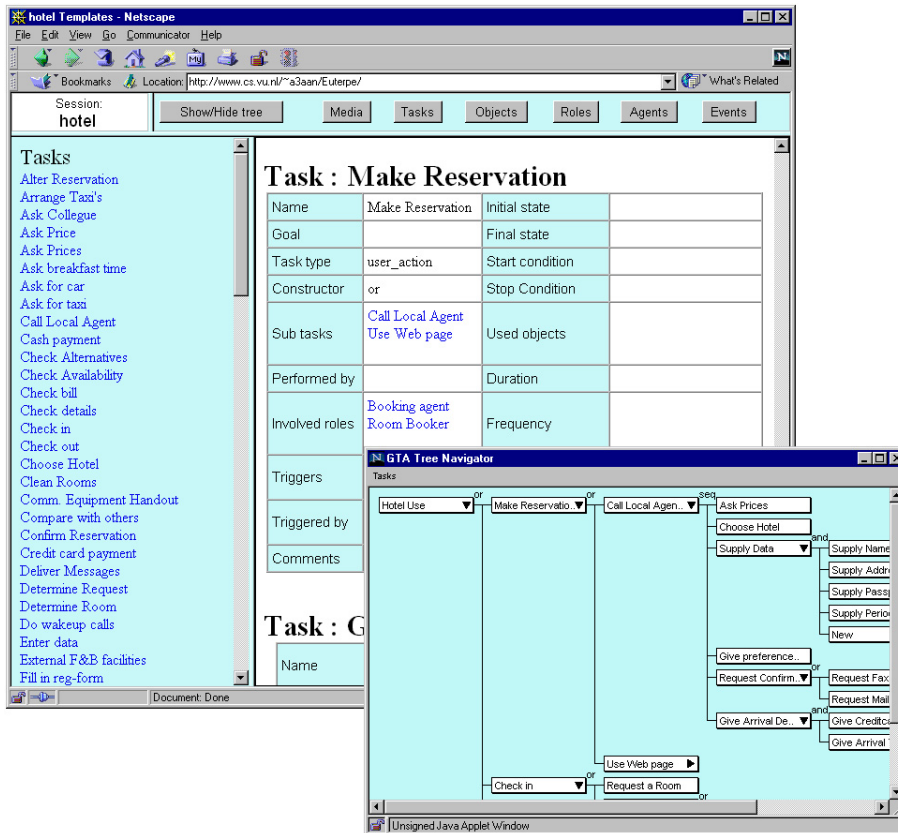 hotel Templates - Netscape
File Edit View Go Communicator Help
My
N
Bookmarks Location: http://www.cs.vu.nl/~a3aan/Euterpe/ What's Related
Session:
hotel
Show/Hide tree Media Tasks Objects Roles Agents Events
Tasks
Alter Reservation
Arrange Taxi's
Ask Collegue
Ask Price
Ask Prices
Ask breakfast time
Ask for car
Ask for taxi
Call Local Agent
Cash payment
Check Alternatives
Check Availability
Check bill
Check details
Check in
Check out
Choose Hotel
Clean Rooms
Comm. Equipment Handout
Compare with others
Confirm Reservation
Credit card payment
Deliver Messages
Determine Request
Determine Room
Do wakeup calls
Enter data
External F&B facilities
Fill in reg-form
Task : Make Reservation
Name Make Reservation Initial state
Goal Final state
Task type user_action Start condition
Constructor or Stop Condition
Sub tasks Call Local Agent
Use Web page Used objects
Performed by Duration
Involved roles Booking agent
Room Booker Frequency
Triggers
Triggered by
Comments
Task : G
Name
Document: Done
N GTA Tree Navigator
Tasks
or or seq
Hotel Use Make Reservatio.. Call Local Agen.. Ask Prices
Choose Hotel
and
Supply Data Supply Name
Supply Addre
Supply Passp
Supply Perio
New
Give preference..
or
Request Confirm.. Request Fax
Request Mail
and
Give Arrival De.. Give Creditca
Give Arrival
Use Web page
or
Check in Request a Room
or
Unsigned Java Applet Window